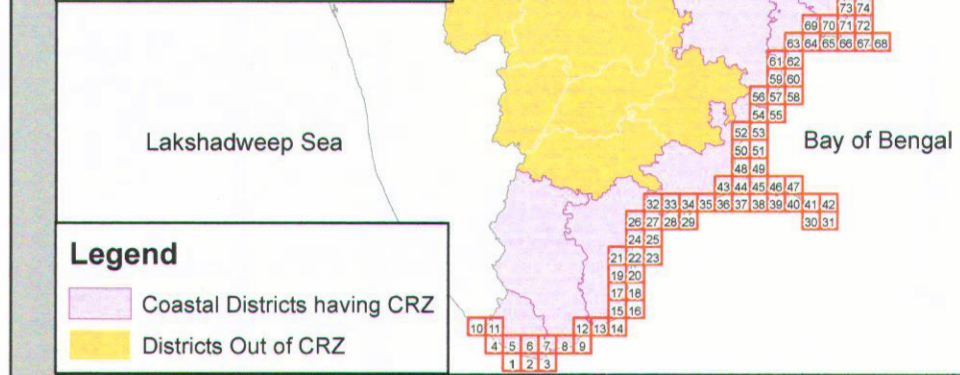 73 74
69 70 71 72
63 64 65 66 67 68
61 62
59 60
56 57 58
54 55
52 53
Lakshadweep Sea
Bay of Bengal
50 51
48 49
43 44 45 46 47
32 33 34 35 36 37 38 39 40 41 42
26 27 28 29 30 31
24 25
Legend
21 22 23
19 20
Coastal Districts having CRZ
17 18
15 16
10 11 12 13 14
Districts Out of CRZ
4 5 6 7 8 9
1 2 3